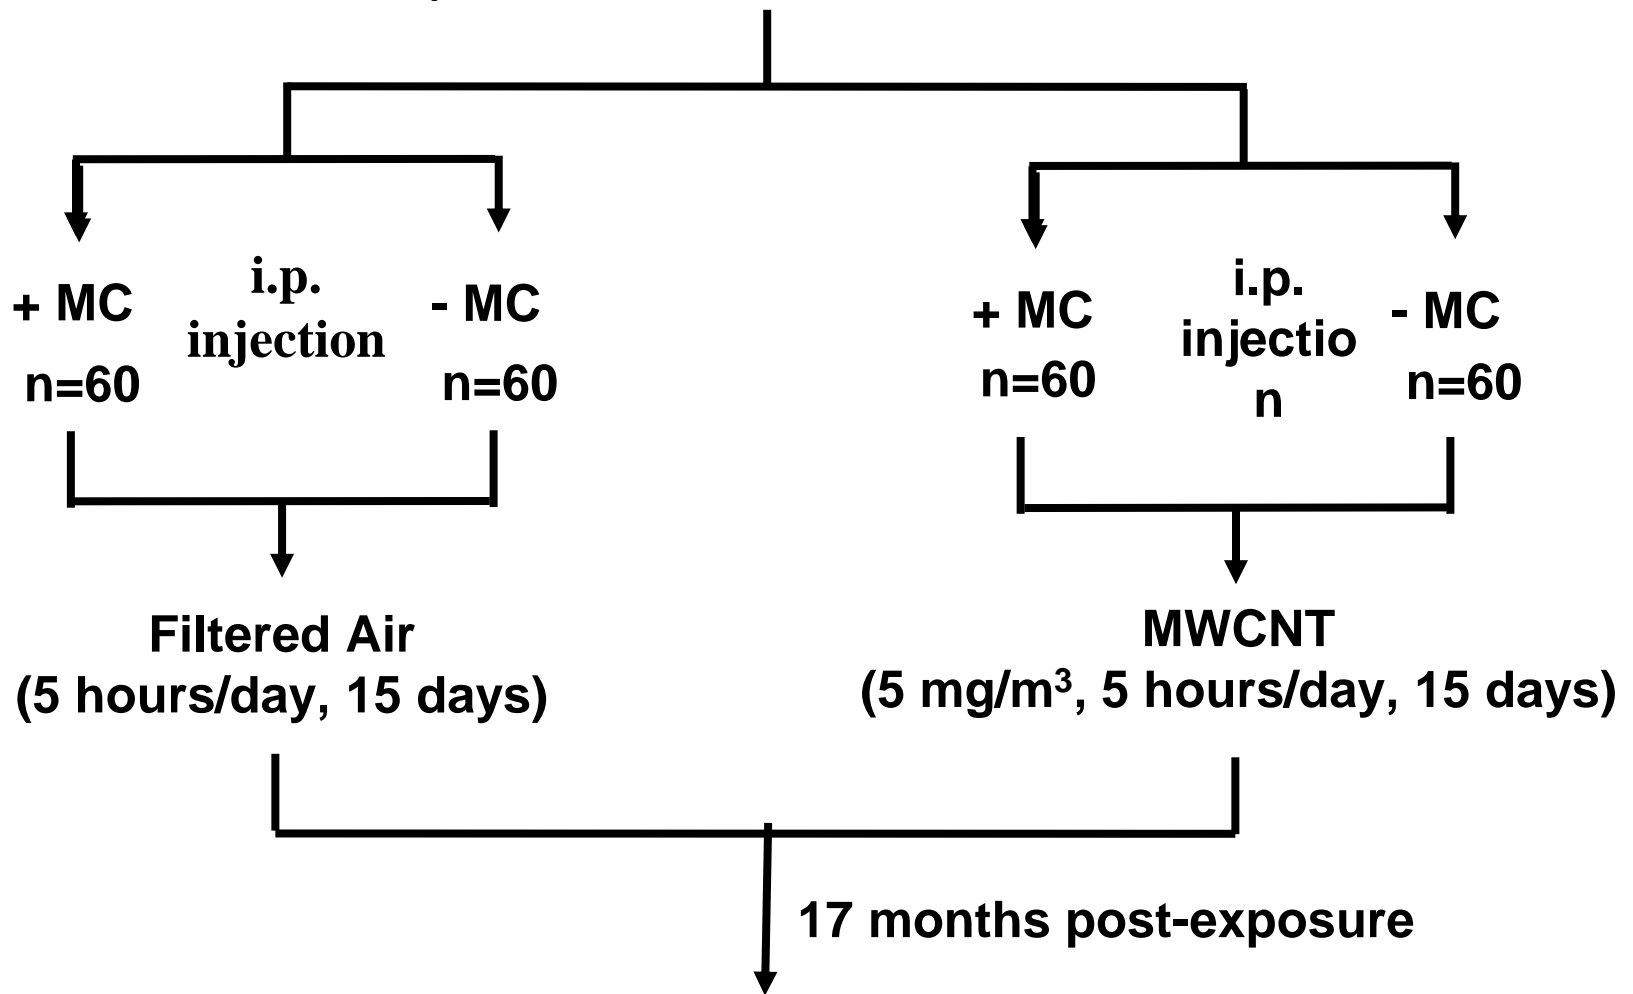 + MC
n=60
i.p.
injection
- MC
n=60
+ MC
n=60
i.p.
injectio
n
- MC
n=60
Filtered Air
(5 hours/day, 15 days)
MWCNT
(5 mg/m³, 5 hours/day, 15 days)
17 months post-exposure